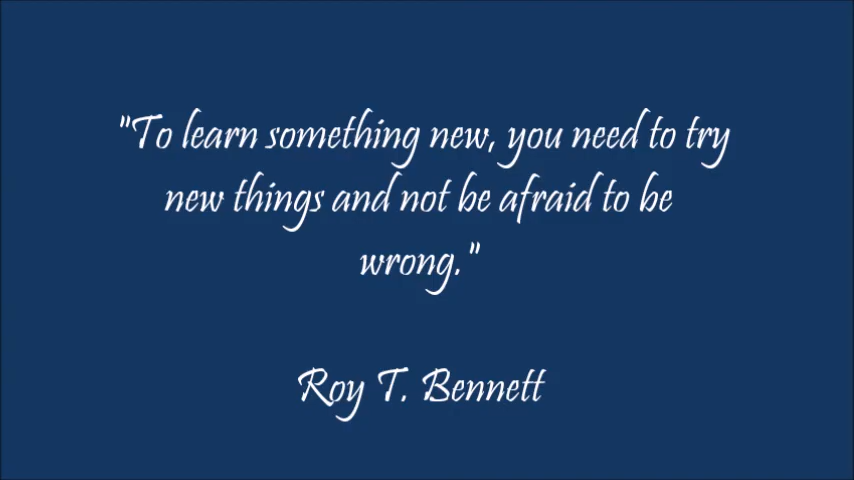 "To learn something new, you need to try
new things and not be afraid to be
wrong."
Roy T. Bennett